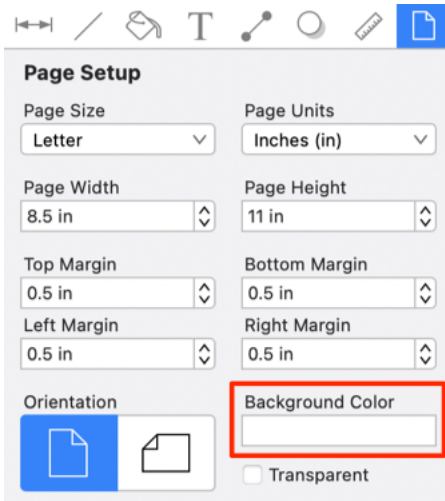 T
Page Setup
Page Size Page Units
Letter Inches (in)
Page Width Page Height
8.5 in 11 in
Top Margin Bottom Margin
0.5 in 0.5 in
Left Margin Right Margin
0.5 in 0.5 in
Orientation Background Color
Transparent